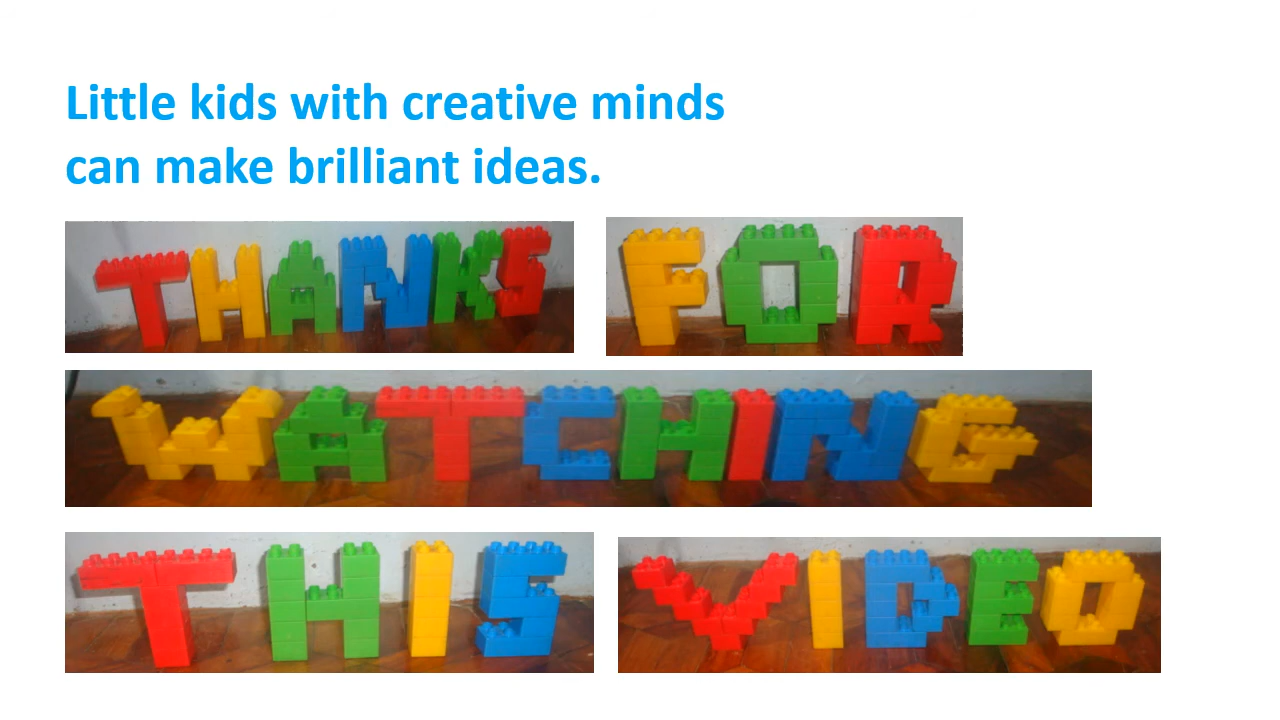 Little kids with creative minds
can make brilliant ideas.
THANKS FOR
WATCHING
THIS VIDEO